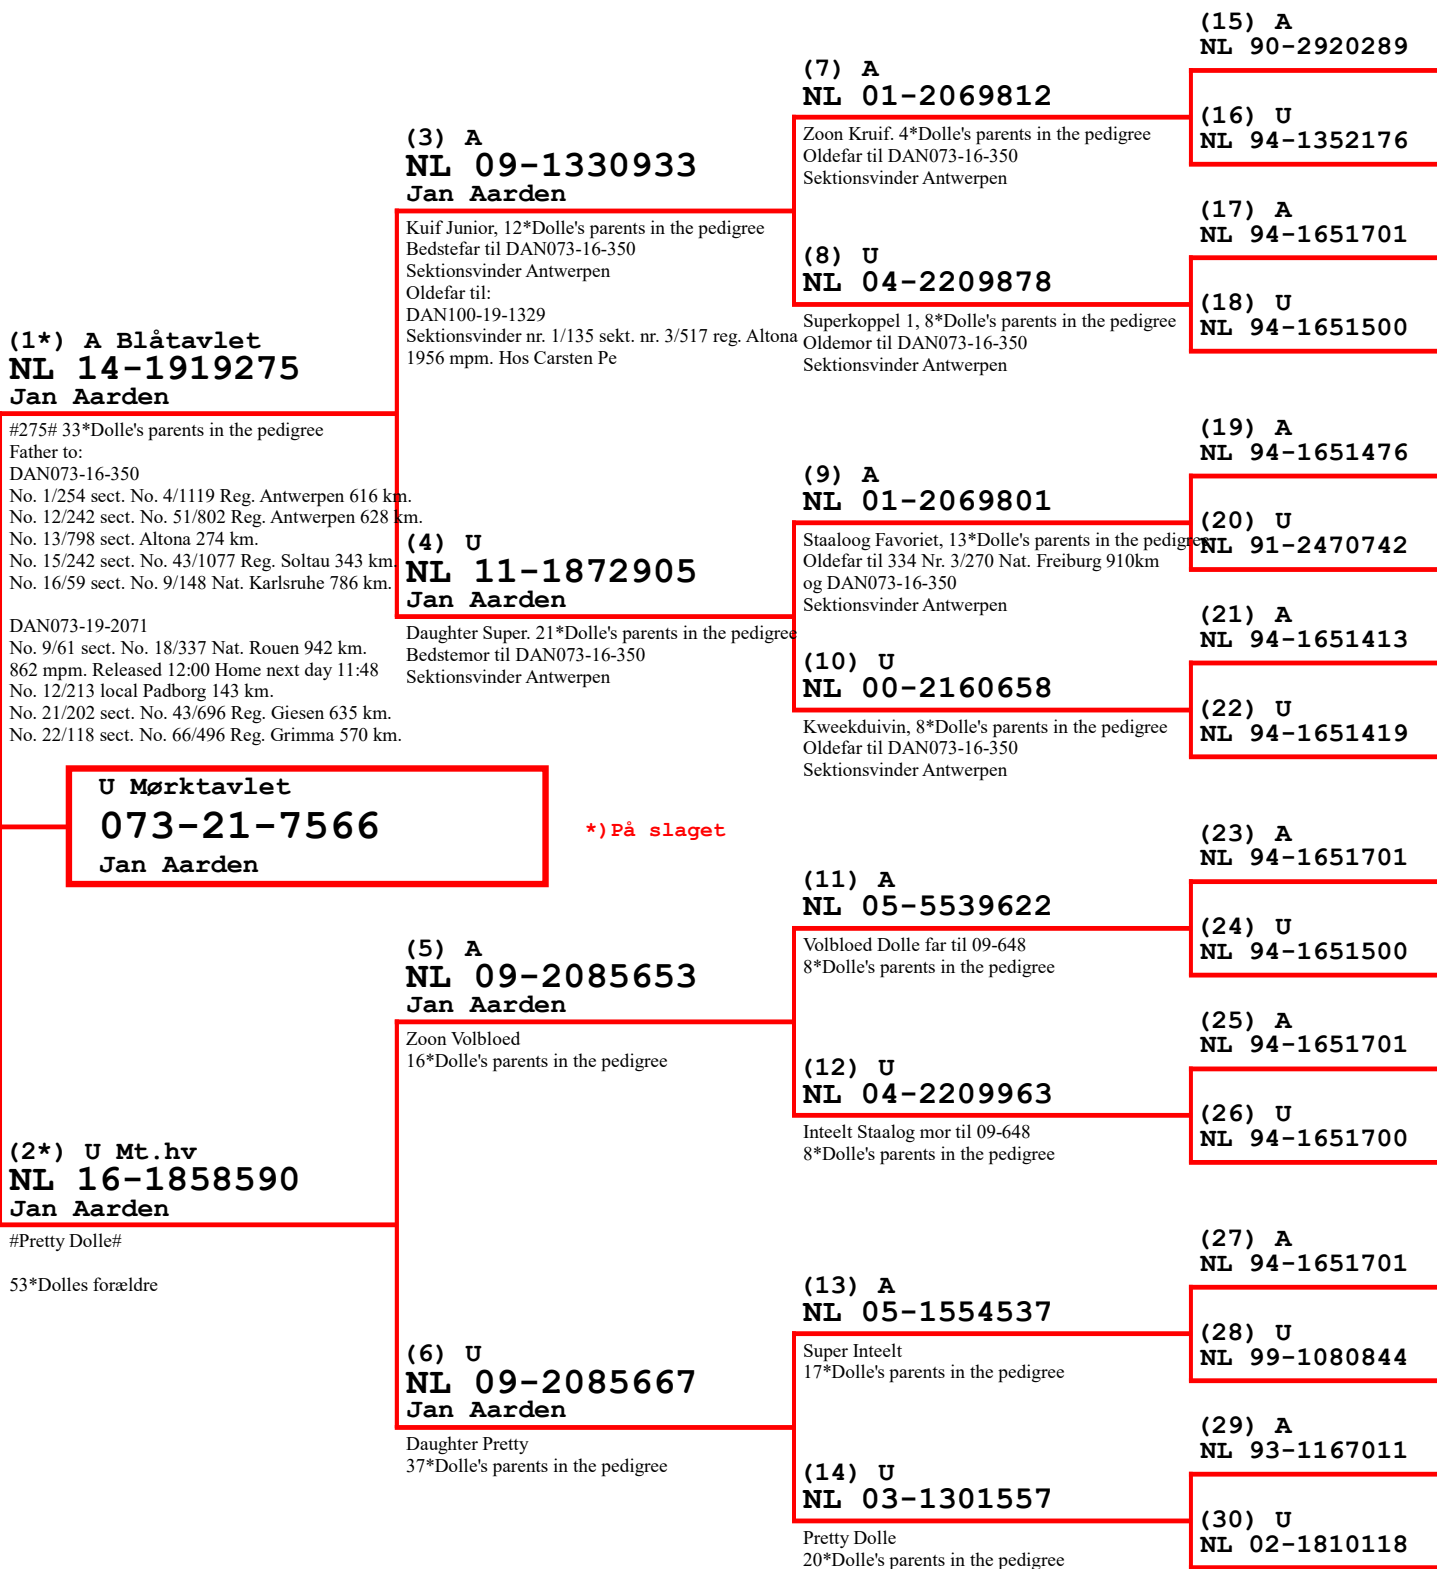 (1*) A Blåtavlet
NL 14-1919275
Jan Aarden
#275# 33*Dolle's parents in the pedigree
Father to:
DAN073-16-350
No. 1/254 sect. No. 4/1119 Reg. Antwerpen 616 km.
No. 12/242 sect. No. 51/802 Reg. Antwerpen 628 km.
No. 13/798 sect. Altona 274 km.
No. 15/242 sect. No. 43/1077 Reg. Soltau 343 km.
No. 16/59 sect. No. 9/148 Nat. Karlsruhe 786 km.
DAN073-19-2071
No. 9/61 sect. No. 18/337 Nat. Rouen 942 km.
862 mpm. Released 12:00 Home next day 11:48
No. 12/213 local Padborg 143 km.
No. 21/202 sect. No. 43/696 Reg. Giesen 635 km.
No. 22/118 sect. No. 66/496 Reg. Grimma 570 km.
U Mørktavlet
073-21-7566
Jan Aarden
*)På slaget
(2*) U Mt.hv
NL 16-1858590
Jan Aarden
#Pretty Dolle#
53*Dolles forældre
(3) A
NL 09-1330933
Jan Aarden
Kuif Junior, 12*Dolle's parents in the pedigree
Bedstefar til DAN073-16-350
Sektionsvinder Antwerpen
Oldefar til:
DAN100-19-1329
Sektionsvinder nr. 1/135 sekt. nr. 3/517 reg. Altona
1956 mpm. Hos Carsten Pe
(4) U
NL 11-1872905
Jan Aarden
Daughter Super. 21*Dolle's parents in the pedigree
Bedstemor til DAN073-16-350
Sektionsvinder Antwerpen
(5) A
NL 09-2085653
Jan Aarden
Zoon Volbloed
16*Dolle's parents in the pedigree
(6) U
NL 09-2085667
Jan Aarden
Daughter Pretty
37*Dolle's parents in the pedigree
(7) A
NL 01-2069812
Zoon Kruif. 4*Dolle's parents in the pedigree
Oldefar til DAN073-16-350
Sektionsvinder Antwerpen
(8) U
NL 04-2209878
Superkoppel 1, 8*Dolle's parents in the pedigree
Oldemor til DAN073-16-350
Sektionsvinder Antwerpen
(9) A
NL 01-2069801
Staaloog Favoriet, 13*Dolle's parents in the pedigree
Oldefar til 334 Nr. 3/270 Nat. Freiburg 910km
og DAN073-16-350
Sektionsvinder Antwerpen
(10) U
NL 00-2160658
Kweekduivin, 8*Dolle's parents in the pedigree
Oldefar til DAN073-16-350
Sektionsvinder Antwerpen
(11) A
NL 05-5539622
Volbloed Dolle far til 09-648
8*Dolle's parents in the pedigree
(12) U
NL 04-2209963
Inteelt Staalog mor til 09-648
8*Dolle's parents in the pedigree
(13) A
NL 05-1554537
Super Inteelt
17*Dolle's parents in the pedigree
(14) U
NL 03-1301557
Pretty Dolle
20*Dolle's parents in the pedigree
(15) A
NL 90-2920289
(16) U
NL 94-1352176
(17) A
NL 94-1651701
(18) U
NL 94-1651500
(19) A
NL 94-1651476
(20) U
NL 91-2470742
(21) A
NL 94-1651413
(22) U
NL 94-1651419
(23) A
NL 94-1651701
(24) U
NL 94-1651500
(25) A
NL 94-1651701
(26) U
NL 94-1651700
(27) A
NL 94-1651701
(28) U
NL 99-1080844
(29) A
NL 93-1167011
(30) U
NL 02-1810118